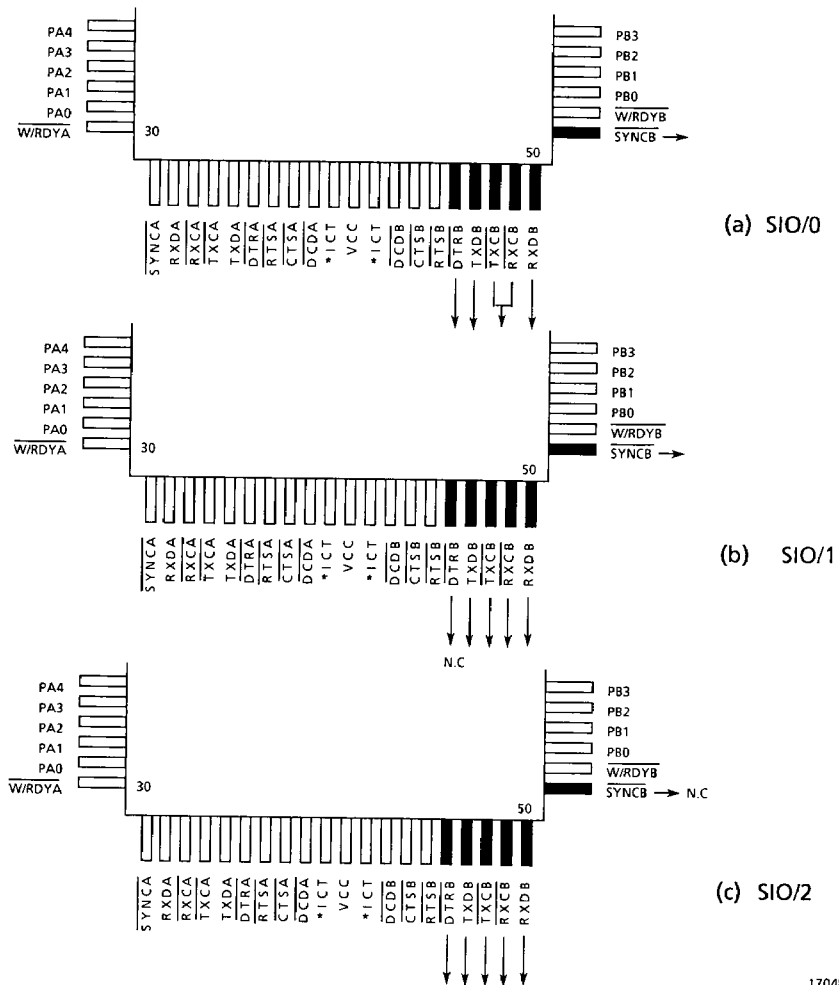 PA4
PA3
PA2
PA1
PA0
W/RDYA
30
50
PB3
PB2
PB1
PB0
W/RDYB
SYNCB
SYNCA
RXDA
RXCA
TXCA
TXDA
DTRA
RTSA
CTSA
DCDA
*ICT
VCC
*ICT
DCDB
CTSB
RTSB
DTRB
TXDB
TXCB
RXCB
RXDB
(a) SIO/0
PA4
PA3
PA2
PA1
PA0
W/RDYA
30
50
PB3
PB2
PB1
PB0
W/RDYB
SYNCB
SYNCA
RXDA
RXCA
TXCA
TXDA
DTRA
RTSA
CTSA
DCDA
*ICT
VCC
*ICT
DCDB
CTSB
RTSB
DTRB
TXDB
TXCB
RXCB
RXDB
N.C
(b) SIO/1
PA4
PA3
PA2
PA1
PA0
W/RDYA
30
50
PB3
PB2
PB1
PB0
W/RDYB
SYNCB N.C
SYNCA
RXDA
RXCA
TXCA
TXDA
DTRA
RTSA
CTSA
DCDA
*ICT
VCC
*ICT
DCDB
CTSB
RTSB
DTRB
TXDB
TXCB
RXCB
RXDB
(c) SIO/2